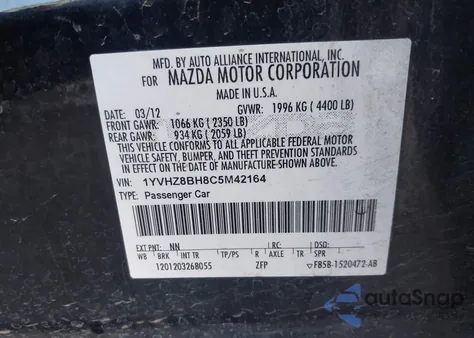 MFD. BY AUTO ALLIANCE INTERNATIONAL, INC.
FOR MAZDA MOTOR CORPORATION
MADE IN U.S.A.
03/12 GVWR: 1996 KG (4400 LB)
FRONT GAWR: 1066 KG (2350 LB)
REAR GAWR: 934 KG (2059 LB)
THIS VEHICLE CONFORMS TO ALL APPLICABLE FEDERAL MOTOR
VEHICLE SAFETY, BUMPER, AND THEFT PREVENTION STANDARDS
IN EFFECT ON THE DATE OF MANUFACTURE SHOWN ABOVE.
VIN: 1YVHZ8BH8C5M42164
TYPE: Passenger Car
EXT PNT: NN RC: DSO:
WB BRK INT TR TP/PS R AXLE TR SPR
1201203268055 ZFP F85B-1520472-AB
autoSnap